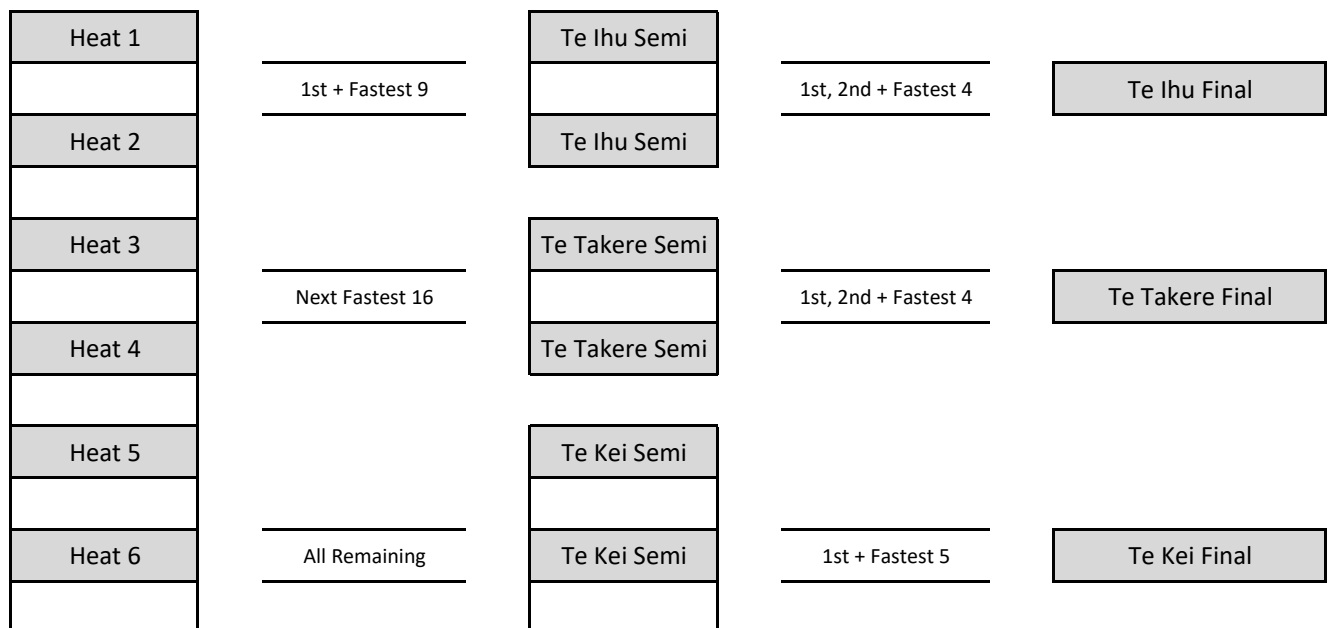 Heat 1
Te Ihu Semi
1st + Fastest 9
1st, 2nd + Fastest 4
Te Ihu Final
Heat 2
Te Ihu Semi
Heat 3
Te Takere Semi
Next Fastest 16
1st, 2nd + Fastest 4
Te Takere Final
Heat 4
Te Takere Semi
Heat 5
Te Kei Semi
Heat 6
All Remaining
Te Kei Semi
1st + Fastest 5
Te Kei Final